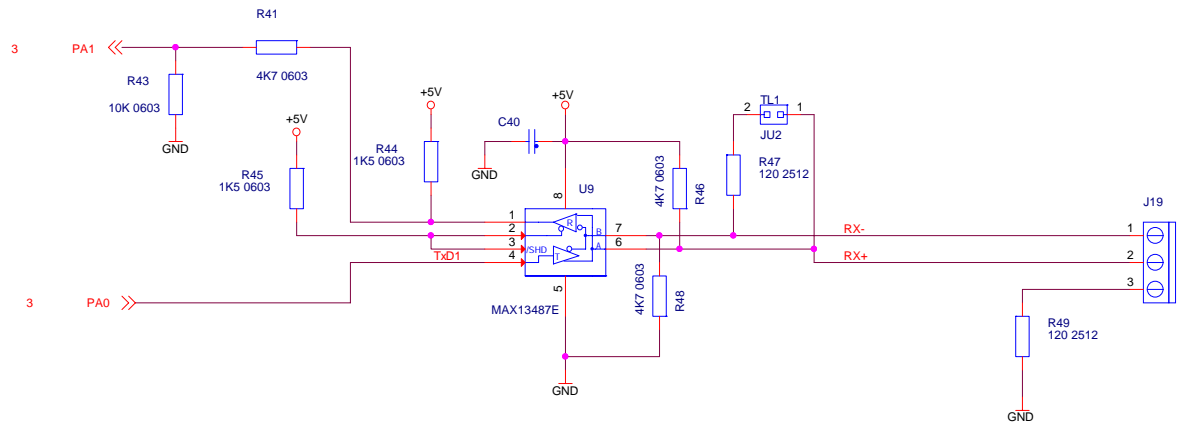 R41
3 PA1
4K7 0603
R43
10K 0603
GND
+5V
R45
1K5 0603
+5V
R44
1K5 0603
C40
GND
+5V
8
U9
4K7 0603
R46
2 TL1 1
JU2
R47
120 2512
J19
1
2
3
4
/SHD
TxD1
R
T
B
A
7
6
5
MAX13487E
4K7 0603
R48
GND
RX-
RX+
1
2
3
R49
120 2512
GND
3 PA0